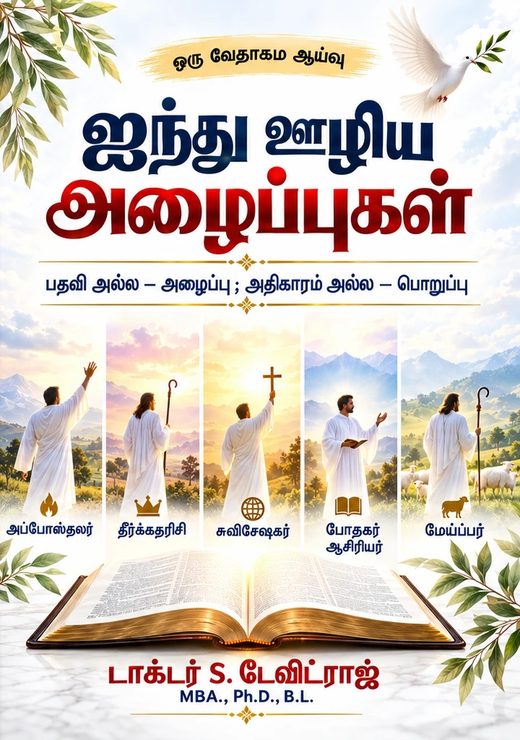 ஒரு வேதாகம ஆய்வு
ஐந்து ஊழிய
அழைப்புகள்
பதவி அல்ல – அழைப்பு ; அதிகாரம் அல்ல – பொறுப்பு
அப்போஸ்தலர்
தீர்க்கதரிசி
சுவிசேஷகர்
போதகர்
ஆசிரியர்
மேய்ப்பர்
டாக்டர் S. டேவிட்ராஜ்
MBA., Ph.D., B.L.